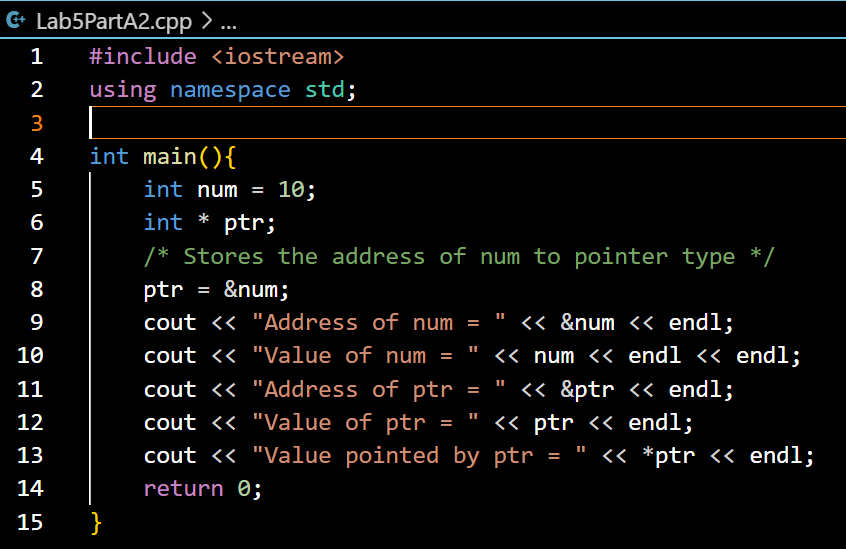 Lab5PartA2.cpp > ...
1 #include <iostream>
2 using namespace std;
3
4 int main(){
5     int num = 10;
6     int * ptr;
7     /* Stores the address of num to pointer type */
8     ptr = &num;
9     cout << "Address of num = " << &num << endl;
10     cout << "Value of num = " << num << endl << endl;
11     cout << "Address of ptr = " << &ptr << endl;
12     cout << "Value of ptr = " << ptr << endl;
13     cout << "Value pointed by ptr = " << *ptr << endl;
14     return 0;
15 }